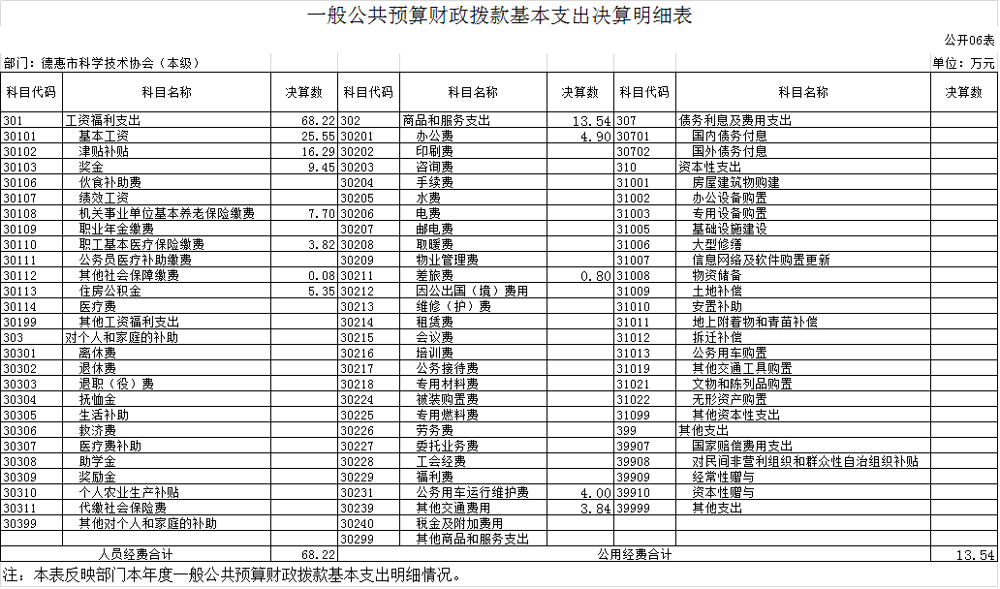 一般公共预算财政拨款基本支出决算明细表
公开06表
部门：德惠市科学技术协会（本级） 单位：万元
科目代码 科目名称 决算数 科目代码 科目名称 决算数 科目代码 科目名称 决算数
301 工资福利支出 68.22 302 商品和服务支出 13.54 307 债务利息及费用支出
30101 基本工资 25.55 30201 办公费 4.90 30701 国内债务付息
30102 津贴补贴 16.29 30202 印刷费 30702 国外债务付息
30103 奖金 9.45 30203 咨询费 310 资本性支出
30106 伙食补助费 30204 手续费 31001 房屋建筑物购建
30107 绩效工资 30205 水费 31002 办公设备购置
30108 机关事业单位基本养老保险缴费 7.70 30206 电费 31003 专用设备购置
30109 职业年金缴费 30207 邮电费 31005 基础设施建设
30110 职工基本医疗保险缴费 3.82 30208 取暖费 31006 大型修缮
30111 公务员医疗补助缴费 30209 物业管理费 31007 信息网络及软件购置更新
30112 其他社会保障缴费 0.08 30211 差旅费 0.80 31008 物资储备
30113 住房公积金 5.35 30212 因公出国（境）费用 31009 土地补偿
30114 医疗费 30213 维修（护）费 31010 安置补助
30199 其他工资福利支出 30214 租赁费 31011 地上附着物和青苗补偿
303 对个人和家庭的补助 30215 会议费 31012 拆迁补偿
30301 离休费 30216 培训费 31013 公务用车购置
30302 退休费 30217 公务接待费 31019 其他交通工具购置
30303 退职（役）费 30218 专用材料费 31021 文物和陈列品购置
30304 抚恤金 30224 被装购置费 31022 无形资产购置
30305 生活补助 30225 专用燃料费 31099 其他资本性支出
30306 救济费 30226 劳务费 399 其他支出
30307 医疗费补助 30227 委托业务费 39907 国家赔偿费用支出
30308 助学金 30228 工会经费 39908 对民间非营利组织和群众性自治组织补贴
30309 奖励金 30229 福利费 39909 经常性赠与
30310 个人农业生产补贴 30231 公务用车运行维护费 4.00 39910 资本性赠与
30311 代缴社会保险费 30239 其他交通费用 3.84 39999 其他支出
30399 其他对个人和家庭的补助 30240 税金及附加费用
30299 其他商品和服务支出
人员经费合计 68.22 公用经费合计 13.54
注：本表反映部门本年度一般公共预算财政拨款基本支出明细情况。